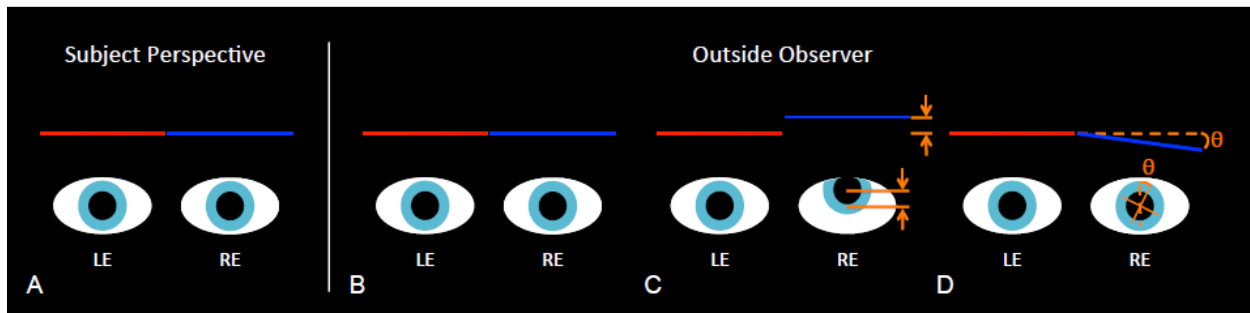 Subject Perspective
Outside Observer
θ
θ
LE RE LE RE LE RE LE RE
A B C D